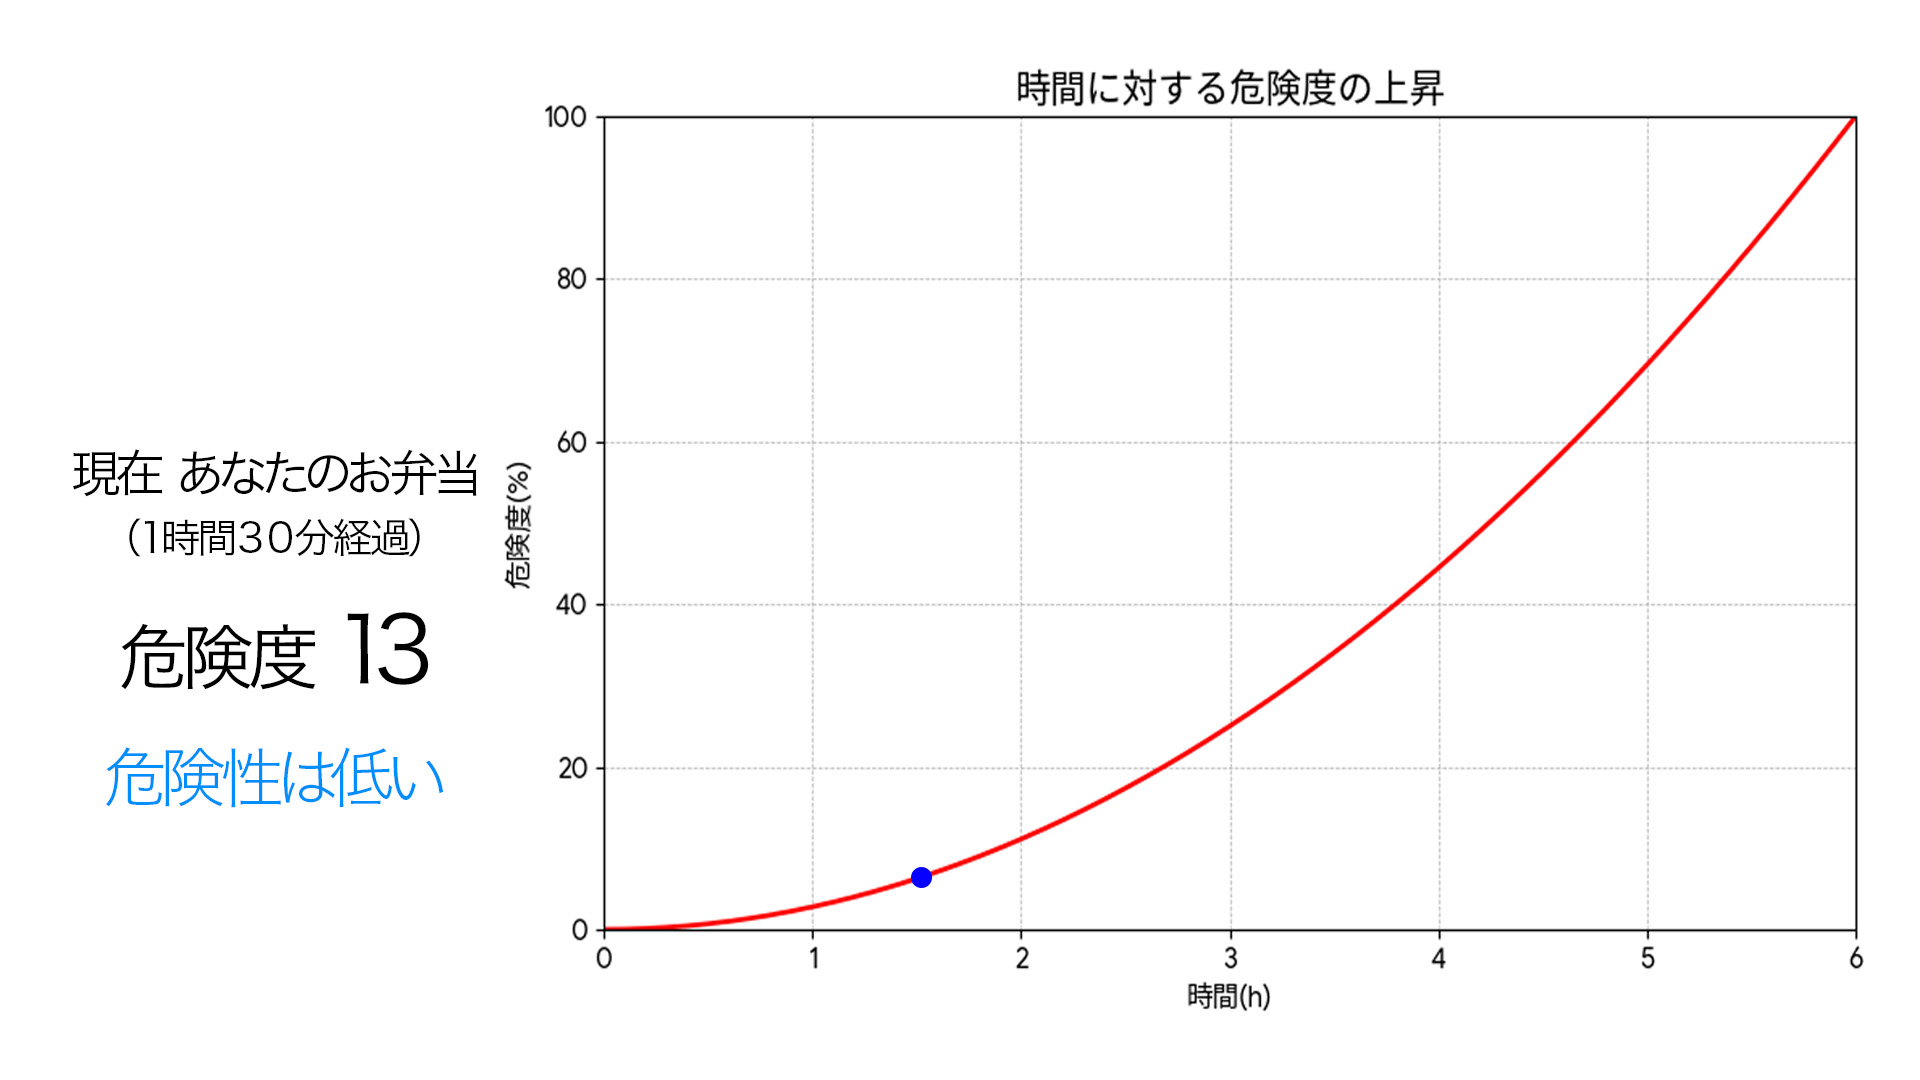 現在 あなたのお弁当
（1時間30分経過）
危険度 13
危険性は低い
時間に対する危険度の上昇
危険度(%)
100
80
60
40
20
0
0 1 2 3 4 5 6
時間(h)